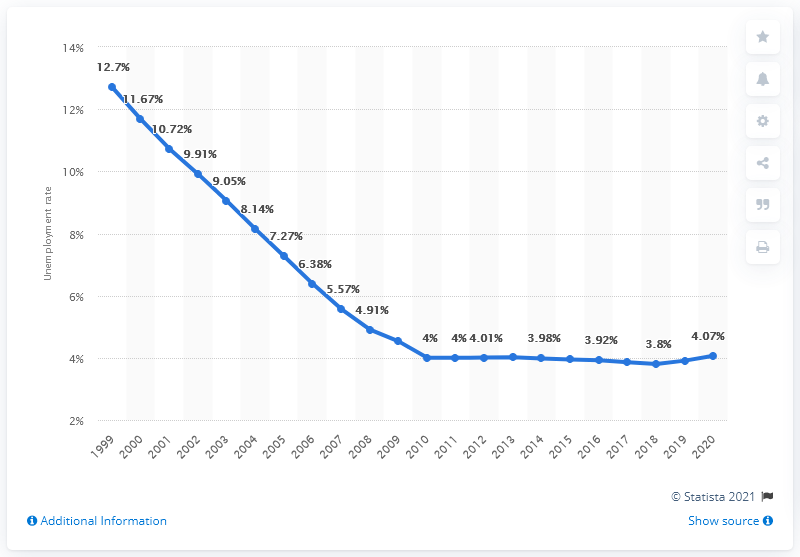 14%
12.7%
11.67%
12%
10.72%
9.91%
10%
9.05%
8.14%
8%
7.27%
6.38%
6%
5.57%
4.91%
4% 4% 4.01% 3.98% 3.92% 3.8% 4.07%
4%
2%
Unemployment rate
1999 2000 2001 2002 2003 2004 2005 2006 2007 2008 2009 2010 2011 2012 2013 2014 2015 2016 2017 2018 2019 2020
© Statista 2021
Additional Information
Show source